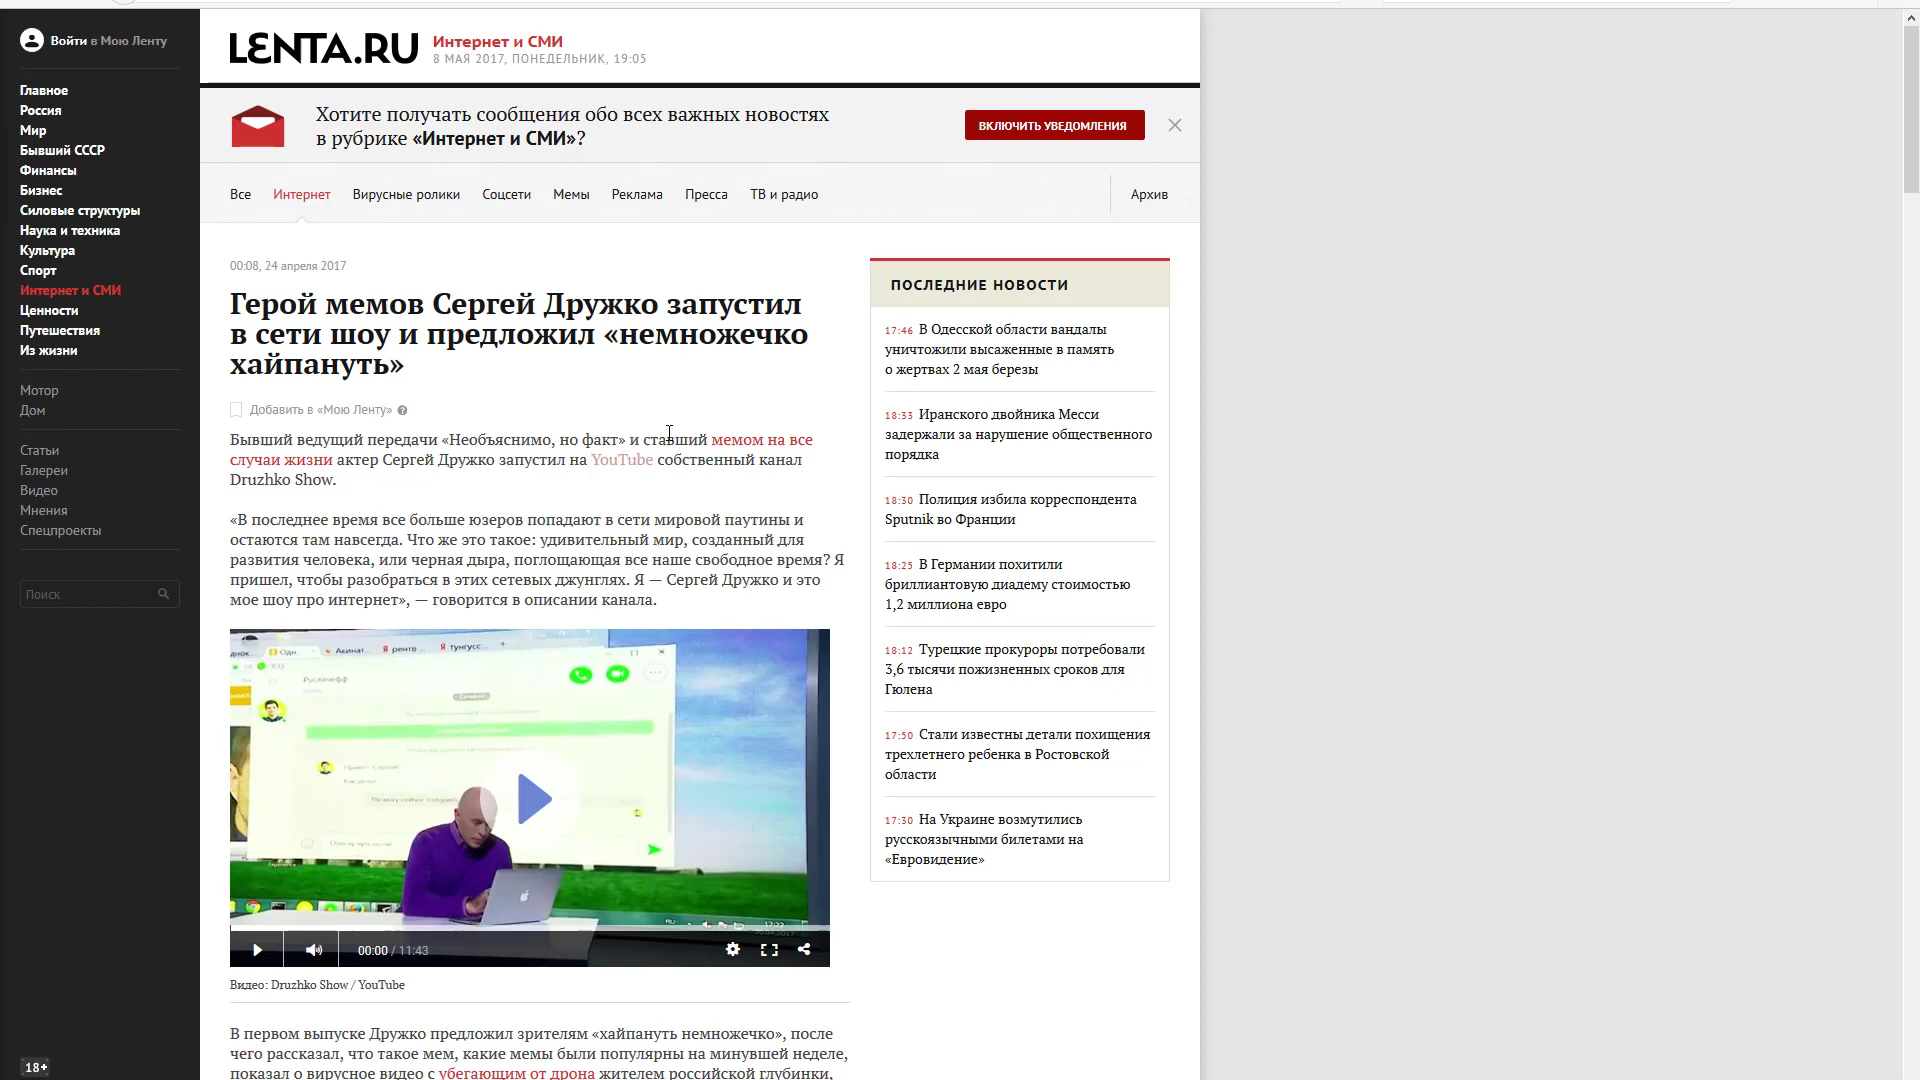 Войти в Мою Ленту
Главное
Россия
Мир
Бывший СССР
Финансы
Бизнес
Силовые структуры
Наука и техника
Культура
Спорт
Интернет и СМИ
Ценности
Путешествия
Из жизни
Мотор
Дом
Статьи
Галереи
Видео
Мнения
Спецпроекты
Поиск
18+
LENTA.RU
Интернет и СМИ
8 МАЯ 2017, ПОНЕДЕЛЬНИК, 19:05
Хотите получать сообщения обо всех важных новостях
в рубрике «Интернет и СМИ»?
ВКЛЮЧИТЬ УВЕДОМЛЕНИЯ
Все Интернет Вирусные ролики Соцсети Мемы Реклама Пресса ТВ и радио Архив
00:08, 24 апреля 2017
Герой мемов Сергей Дружко запустил
в сети шоу и предложил «немножечко
хайпануть»
Добавить в «Мою Ленту» ?
Бывший ведущий передачи «Необъяснимо, но факт» и ставший мемом на все
случаи жизни актер Сергей Дружко запустил на YouTube собственный канал
Druzhko Show.
«В последнее время все больше юзеров попадают в сети мировой паутины и
остаются там навсегда. Что же это такое: удивительный мир, созданный для
развития человека, или черная дыра, поглощающая все наше свободное время? Я
пришел, чтобы разобраться в этих сетевых джунглях. Я — Сергей Дружко и это
мое шоу про интернет», — говорится в описании канала.
Акинат...
рентв ...
тунгусс...
RU
00:00 / 11:43
Видео: Druzhko Show / YouTube
В первом выпуске Дружко предложил зрителям «хайпануть немножечко», после
чего рассказал, что такое мем, какие мемы были популярны на минувшей неделе,
показал о вирусное видео с убегающим от дрона жителем российской глубинки,
ПОСЛЕДНИЕ НОВОСТИ
17:46 В Одесской области вандалы
уничтожили высаженные в память
о жертвах 2 мая березы
18:33 Иранского двойника Месси
задержали за нарушение общественного
порядка
18:30 Полиция избила корреспондента
Sputnik во Франции
18:25 В Германии похитили
бриллиантовую диадему стоимостью
1,2 миллиона евро
18:12 Турецкие прокуроры потребовали
3,6 тысячи пожизненных сроков для
Гюлена
17:50 Стали известны детали похищения
трехлетнего ребенка в Ростовской
области
17:30 На Украине возмутились
русскоязычными билетами на
«Евровидение»